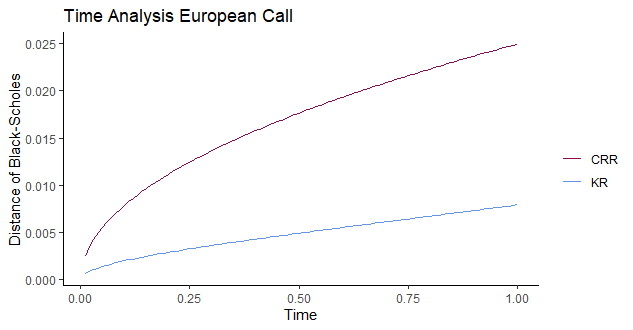 Time Analysis European Call
Distance of Black-Scholes
0.025
0.020
0.015
0.010
0.005
0.000
0.00 0.25 0.50 0.75 1.00
Time
CRR
KR